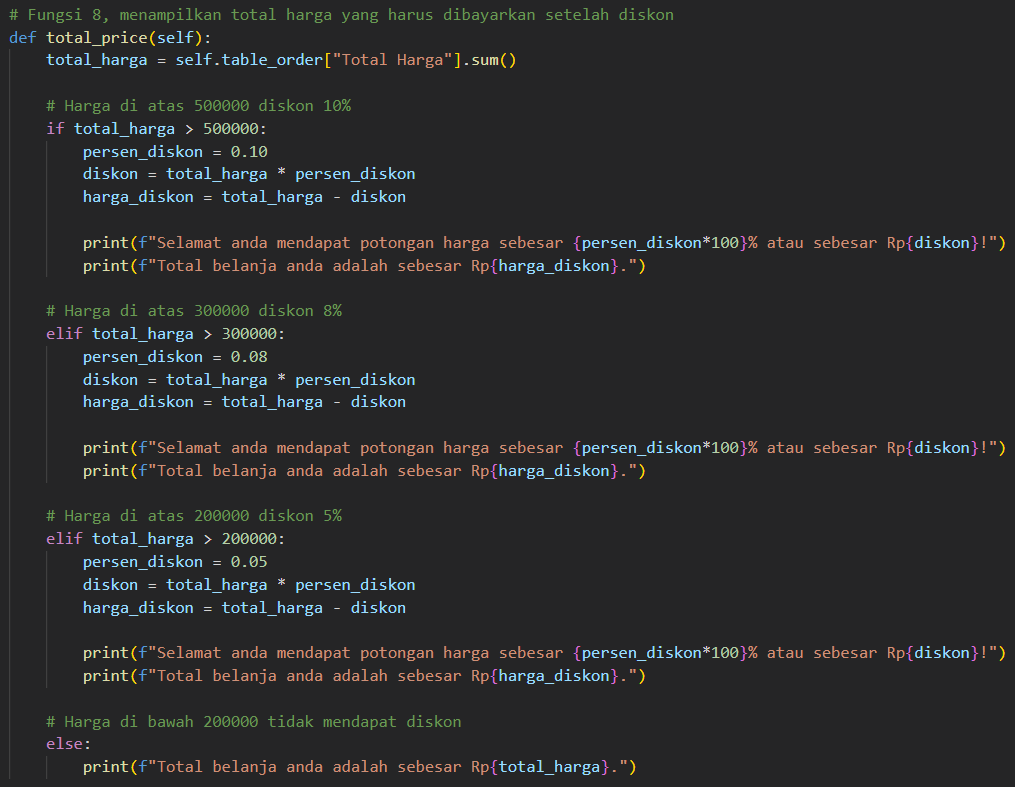 # Fungsi 8, menampilkan total harga yang harus dibayarkan setelah diskon
def total_price(self):
    total_harga = self.table_order["Total Harga"].sum()

    # Harga di atas 500000 diskon 10%
    if total_harga > 500000:
        persen_diskon = 0.10
        diskon = total_harga * persen_diskon
        harga_diskon = total_harga - diskon

        print(f"Selamat anda mendapat potongan harga sebesar {persen_diskon*100}% atau sebesar Rp{diskon}!")
        print(f"Total belanja anda adalah sebesar Rp{harga_diskon}.")

    # Harga di atas 300000 diskon 8%
    elif total_harga > 300000:
        persen_diskon = 0.08
        diskon = total_harga * persen_diskon
        harga_diskon = total_harga - diskon

        print(f"Selamat anda mendapat potongan harga sebesar {persen_diskon*100}% atau sebesar Rp{diskon}!")
        print(f"Total belanja anda adalah sebesar Rp{harga_diskon}.")

    # Harga di atas 200000 diskon 5%
    elif total_harga > 200000:
        persen_diskon = 0.05
        diskon = total_harga * persen_diskon
        harga_diskon = total_harga - diskon

        print(f"Selamat anda mendapat potongan harga sebesar {persen_diskon*100}% atau sebesar Rp{diskon}!")
        print(f"Total belanja anda adalah sebesar Rp{harga_diskon}.")

    # Harga di bawah 200000 tidak mendapat diskon
    else:
        print(f"Total belanja anda adalah sebesar Rp{total_harga}.")